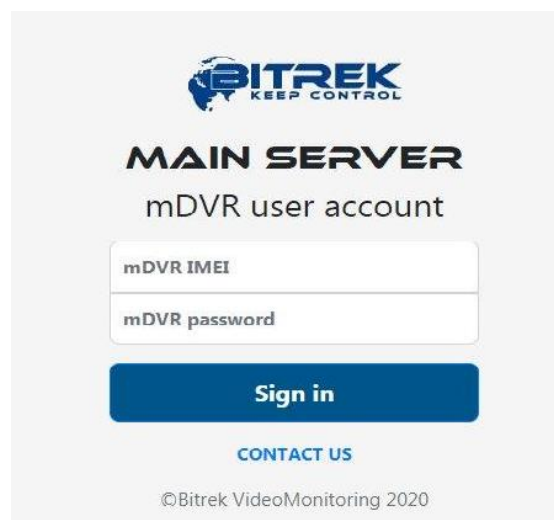 BITREK
KEEP CONTROL
MAIN SERVER
mDVR user account
mDVR IMEI
mDVR password
Sign in
CONTACT US
©Bitrek VideoMonitoring 2020